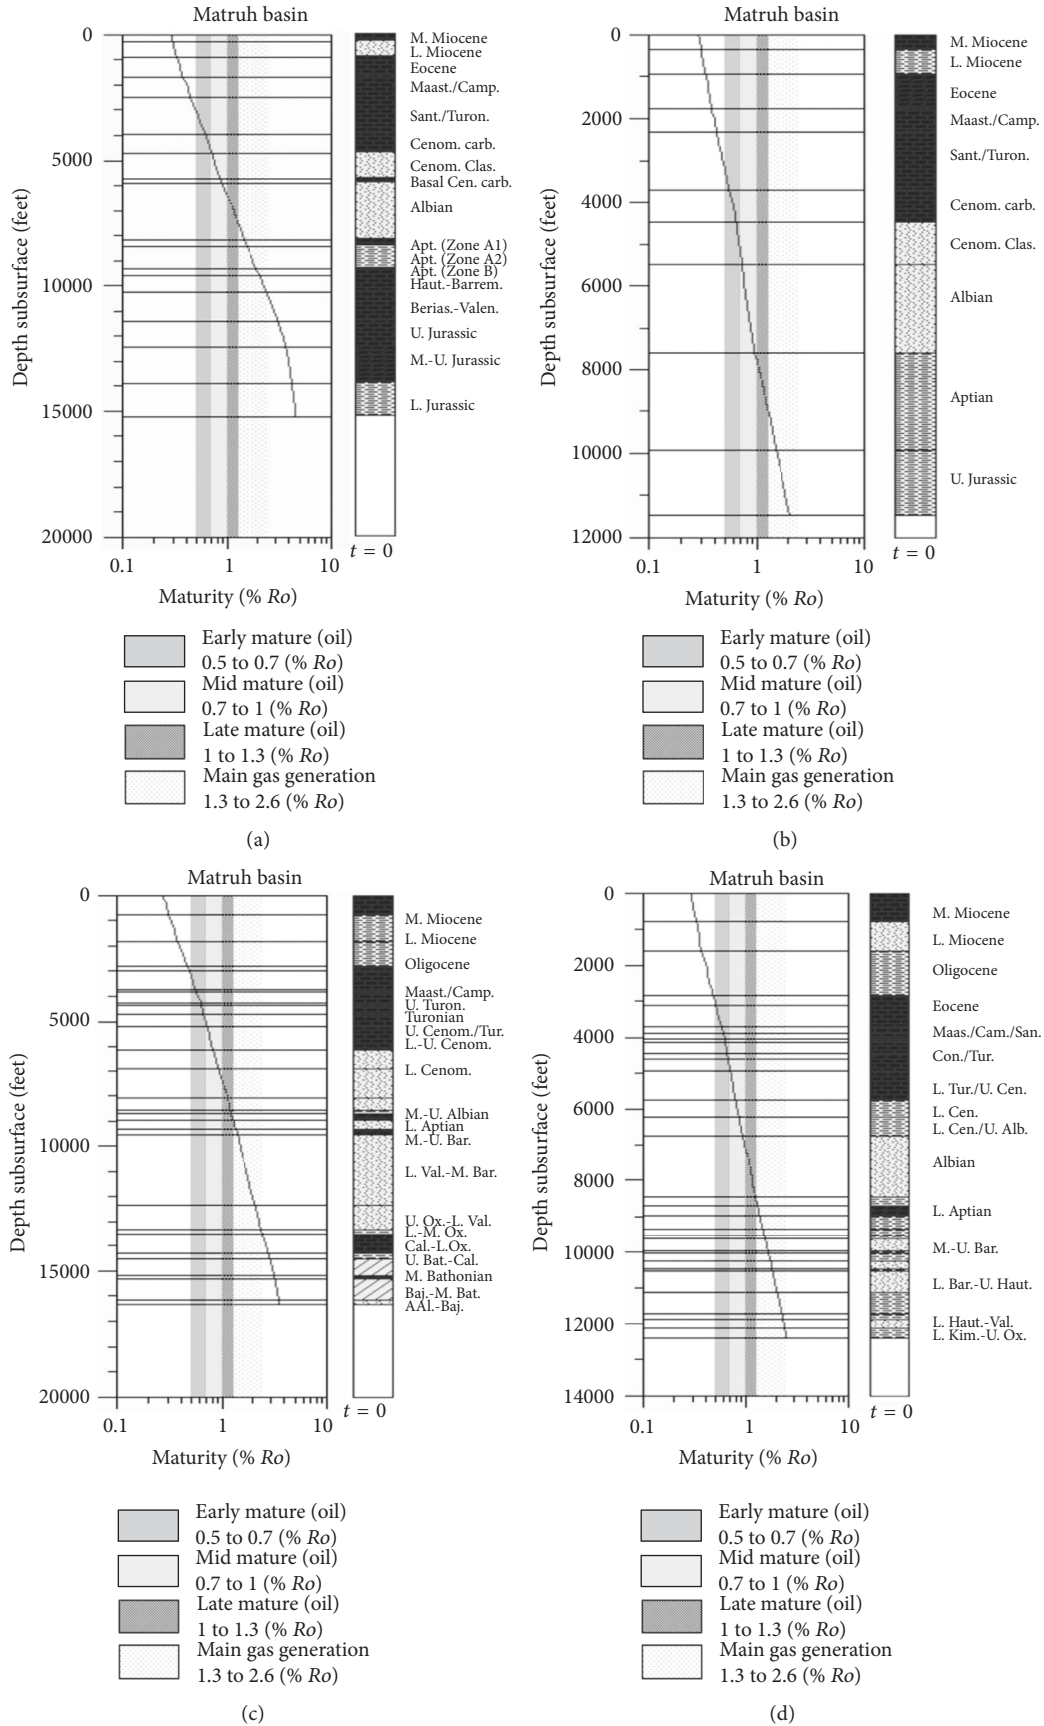 Matruh basin
0
5000
10000
15000
20000
Depth subsurface (feet)
0.1
1
10
Maturity (% Ro)
M. Miocene
L. Miocene
Eocene
Maast./Camp.
Sant./Turon.
Cenom. carb.
Cenom. Clas.
Basal Cen. carb.
Albian
Apt. (Zone A1)
Apt. (Zone A2)
Apt. (Zone B)
Haut.-Barrem.
Berias.-Valen.
U. Jurassic
M.-U. Jurassic
L. Jurassic
t = 0
Early mature (oil)
0.5 to 0.7 (% Ro)
Mid mature (oil)
0.7 to 1 (% Ro)
Late mature (oil)
1 to 1.3 (% Ro)
Main gas generation
1.3 to 2.6 (% Ro)
(a)
Matruh basin
0
2000
4000
6000
8000
10000
12000
Depth subsurface (feet)
0.1
1
10
Maturity (% Ro)
M. Miocene
L. Miocene
Eocene
Maast./Camp.
Sant./Turon.
Cenom. carb.
Cenom. Clas.
Albian
Aptian
U. Jurassic
t = 0
Early mature (oil)
0.5 to 0.7 (% Ro)
Mid mature (oil)
0.7 to 1 (% Ro)
Late mature (oil)
1 to 1.3 (% Ro)
Main gas generation
1.3 to 2.6 (% Ro)
(b)
Matruh basin
0
5000
10000
15000
20000
Depth subsurface (feet)
0.1
1
10
Maturity (% Ro)
M. Miocene
L. Miocene
Oligocene
Maast./Camp.
U. Turon.
Turonian
U. Cenom./Tur.
L.-U. Cenom.
L. Cenom.
M.-U. Albian
L. Aptian
M.-U. Bar.
L. Val.-M. Bar.
U. Ox.-L. Val.
L.-M. Ox.
Cal.-L.Ox.
U. Bat.-Cal.
M. Bathonian
Baj.-M. Bat.
AAl.-Baj.
t = 0
Early mature (oil)
0.5 to 0.7 (% Ro)
Mid mature (oil)
0.7 to 1 (% Ro)
Late mature (oil)
1 to 1.3 (% Ro)
Main gas generation
1.3 to 2.6 (% Ro)
(c)
Matruh basin
0
2000
4000
6000
8000
10000
12000
14000
Depth subsurface (feet)
0.1
1
10
Maturity (% Ro)
M. Miocene
L. Miocene
Oligocene
Eocene
Maas./Cam./San.
Con./Tur.
L. Tur./U. Cen.
L. Cen.
L. Cen./U. Alb.
Albian
L. Aptian
M.-U. Bar.
L. Bar.-U. Haut.
L. Haut.-Val.
L. Kim.-U. Ox.
t = 0
Early mature (oil)
0.5 to 0.7 (% Ro)
Mid mature (oil)
0.7 to 1 (% Ro)
Late mature (oil)
1 to 1.3 (% Ro)
Main gas generation
1.3 to 2.6 (% Ro)
(d)